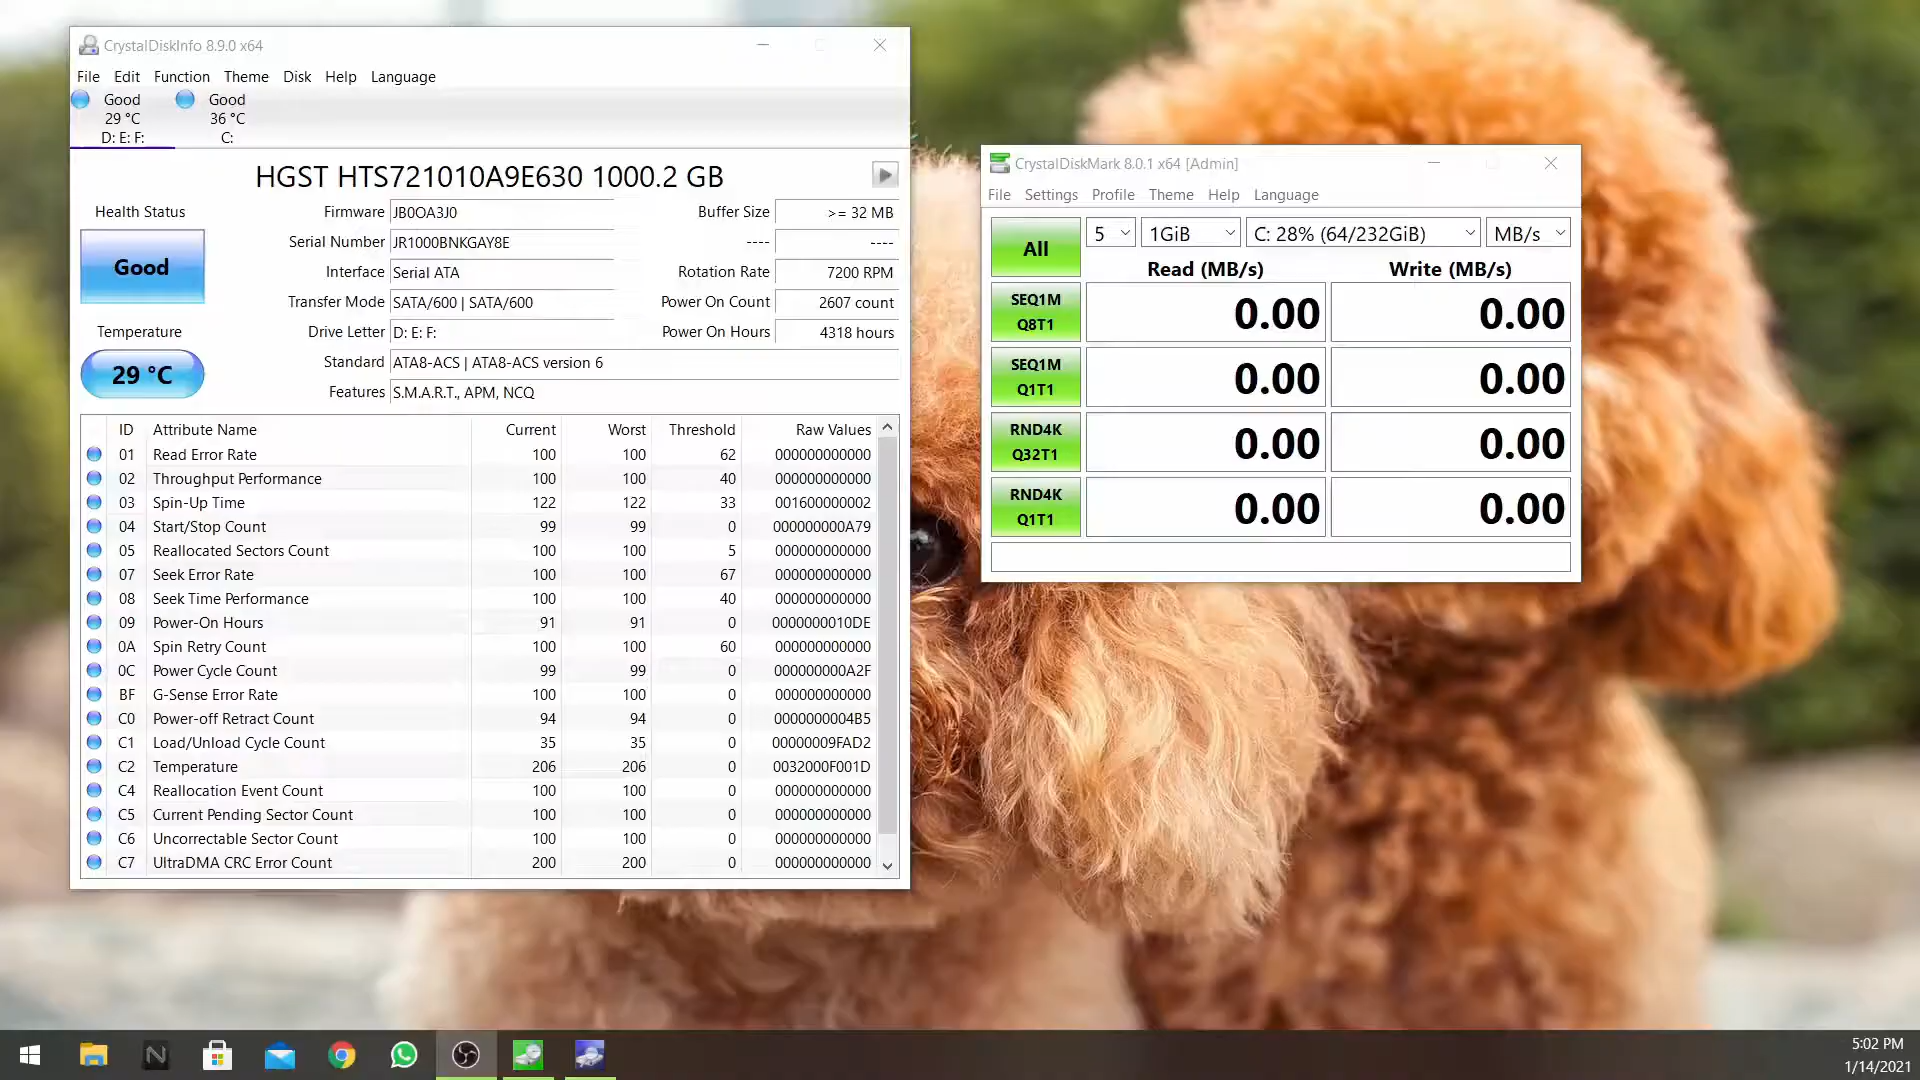 CrystalDiskInfo 8.9.0 x64
File Edit Function Theme Disk Help Language
Good Good
29 °C 36 °C
D: E: F: C:
HGST HTS721010A9E630 1000.2 GB
Health Status
Good
Temperature
29 °C
Firmware JB0OA3J0 Buffer Size >= 32 MB
Serial Number JR1000BNKGAY8E ---- ----
Interface Serial ATA Rotation Rate 7200 RPM
Transfer Mode SATA/600 | SATA/600 Power On Count 2607 count
Drive Letter D: E: F: Power On Hours 4318 hours
Standard ATA8-ACS | ATA8-ACS version 6
Features S.M.A.R.T., APM, NCQ
ID Attribute Name Current Worst Threshold Raw Values
01 Read Error Rate 100 100 62 000000000000
02 Throughput Performance 100 100 40 000000000000
03 Spin-Up Time 122 122 33 001600000002
04 Start/Stop Count 99 99 0 000000000A79
05 Reallocated Sectors Count 100 100 5 000000000000
07 Seek Error Rate 100 100 67 000000000000
08 Seek Time Performance 100 100 40 000000000000
09 Power-On Hours 91 91 0 0000000010DE
0A Spin Retry Count 100 100 60 000000000000
0C Power Cycle Count 99 99 0 000000000A2F
BF G-Sense Error Rate 100 100 0 000000000000
C0 Power-off Retract Count 94 94 0 0000000004B5
C1 Load/Unload Cycle Count 35 35 0 00000009FAD2
C2 Temperature 206 206 0 0032000F001D
C4 Reallocation Event Count 100 100 0 000000000000
C5 Current Pending Sector Count 100 100 0 000000000000
C6 Uncorrectable Sector Count 100 100 0 000000000000
C7 UltraDMA CRC Error Count 200 200 0 000000000000
CrystalDiskMark 8.0.1 x64 [Admin]
File Settings Profile Theme Help Language
All 5 1GiB C: 28% (64/232GiB) MB/s
Read (MB/s) Write (MB/s)
SEQ1M
Q8T1 0.00 0.00
SEQ1M
Q1T1 0.00 0.00
RND4K
Q32T1 0.00 0.00
RND4K
Q1T1 0.00 0.00
5:02 PM
1/14/2021